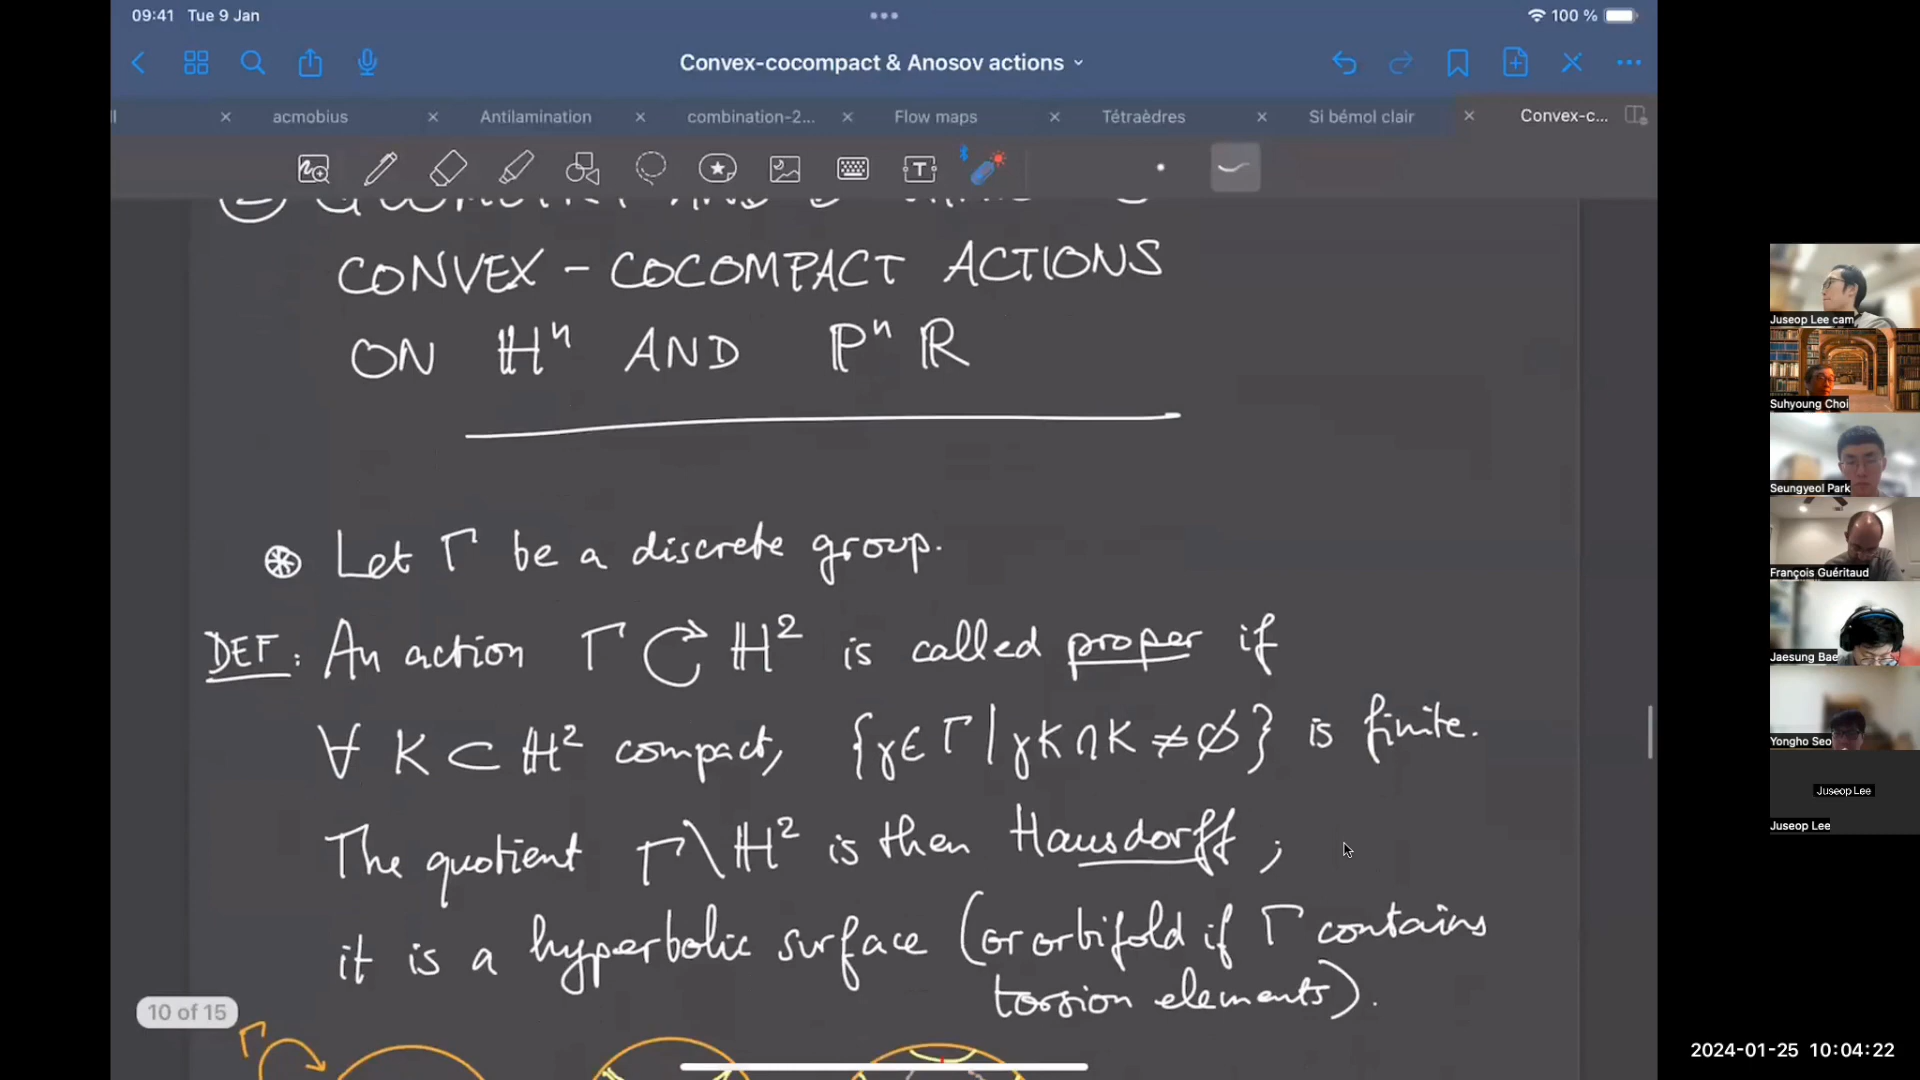 09:41 Tue 9 Jan
100 %
Convex-cocompact & Anosov actions
acmobius
Antilamination
combination-2...
Flow maps
Tétraèdres
Si bémol clair
Convex-c...
CONVEX - COCOMPACT ACTIONS
ON ℍⁿ AND ℙⁿ ℝ
⊛ Let Γ be a discrete group.
DEF: An action Γ ↻ ℍ² is called proper if
∀ K ⊂ ℍ² compact, {γ∈Γ | γK∩K ≠ ∅} is finite.
The quotient Γ\ℍ² is then Hausdorff ;
it is a hyperbolic surface (or orbifold if Γ contains
torsion elements).
10 of 15
Γ
Juseop Lee cam
Suhyoung Choi
Seungyeol Park
François Guéritaud
Jaesung Bae
Yongho Seo
Juseop Lee
Juseop Lee
2024-01-25 10:04:22